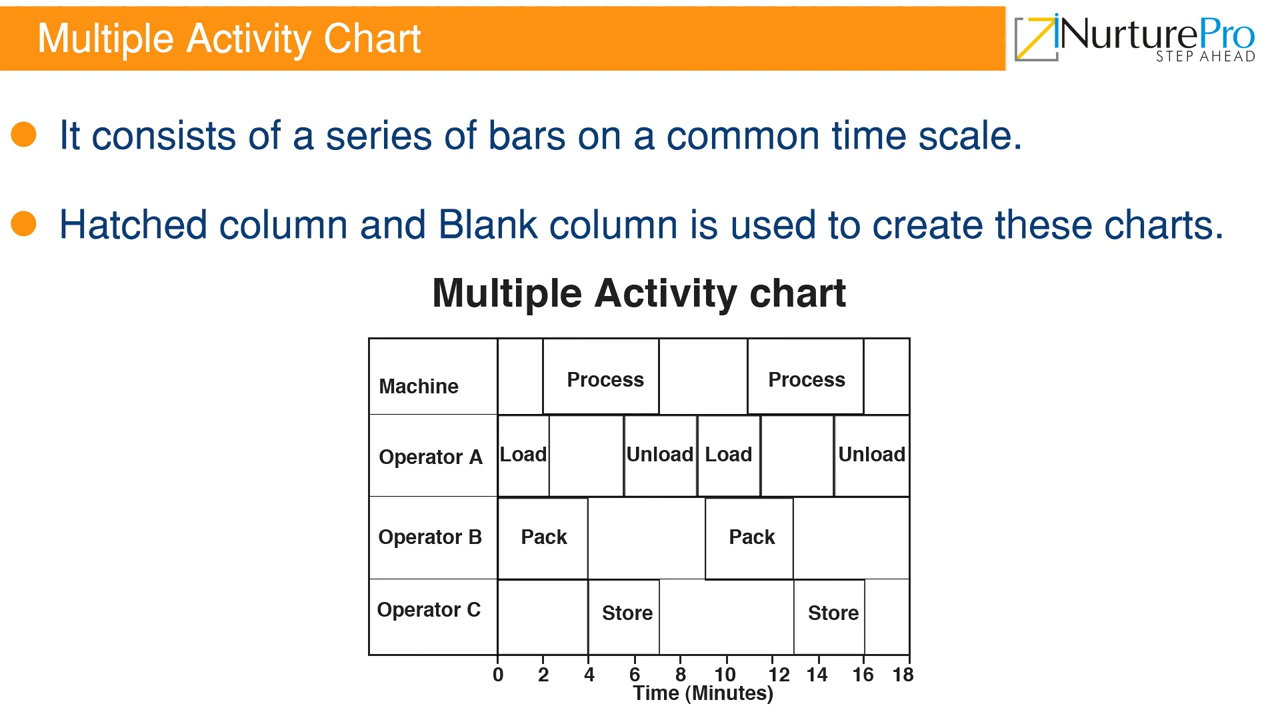 Multiple Activity Chart
iNurturePro
STEP AHEAD
It consists of a series of bars on a common time scale.
Hatched column and Blank column is used to create these charts.
Multiple Activity chart
Machine
Process
Process
Operator A
Load
Unload
Load
Unload
Operator B
Pack
Pack
Operator C
Store
Store
0 2 4 6 8 10 12 14 16 18
Time (Minutes)